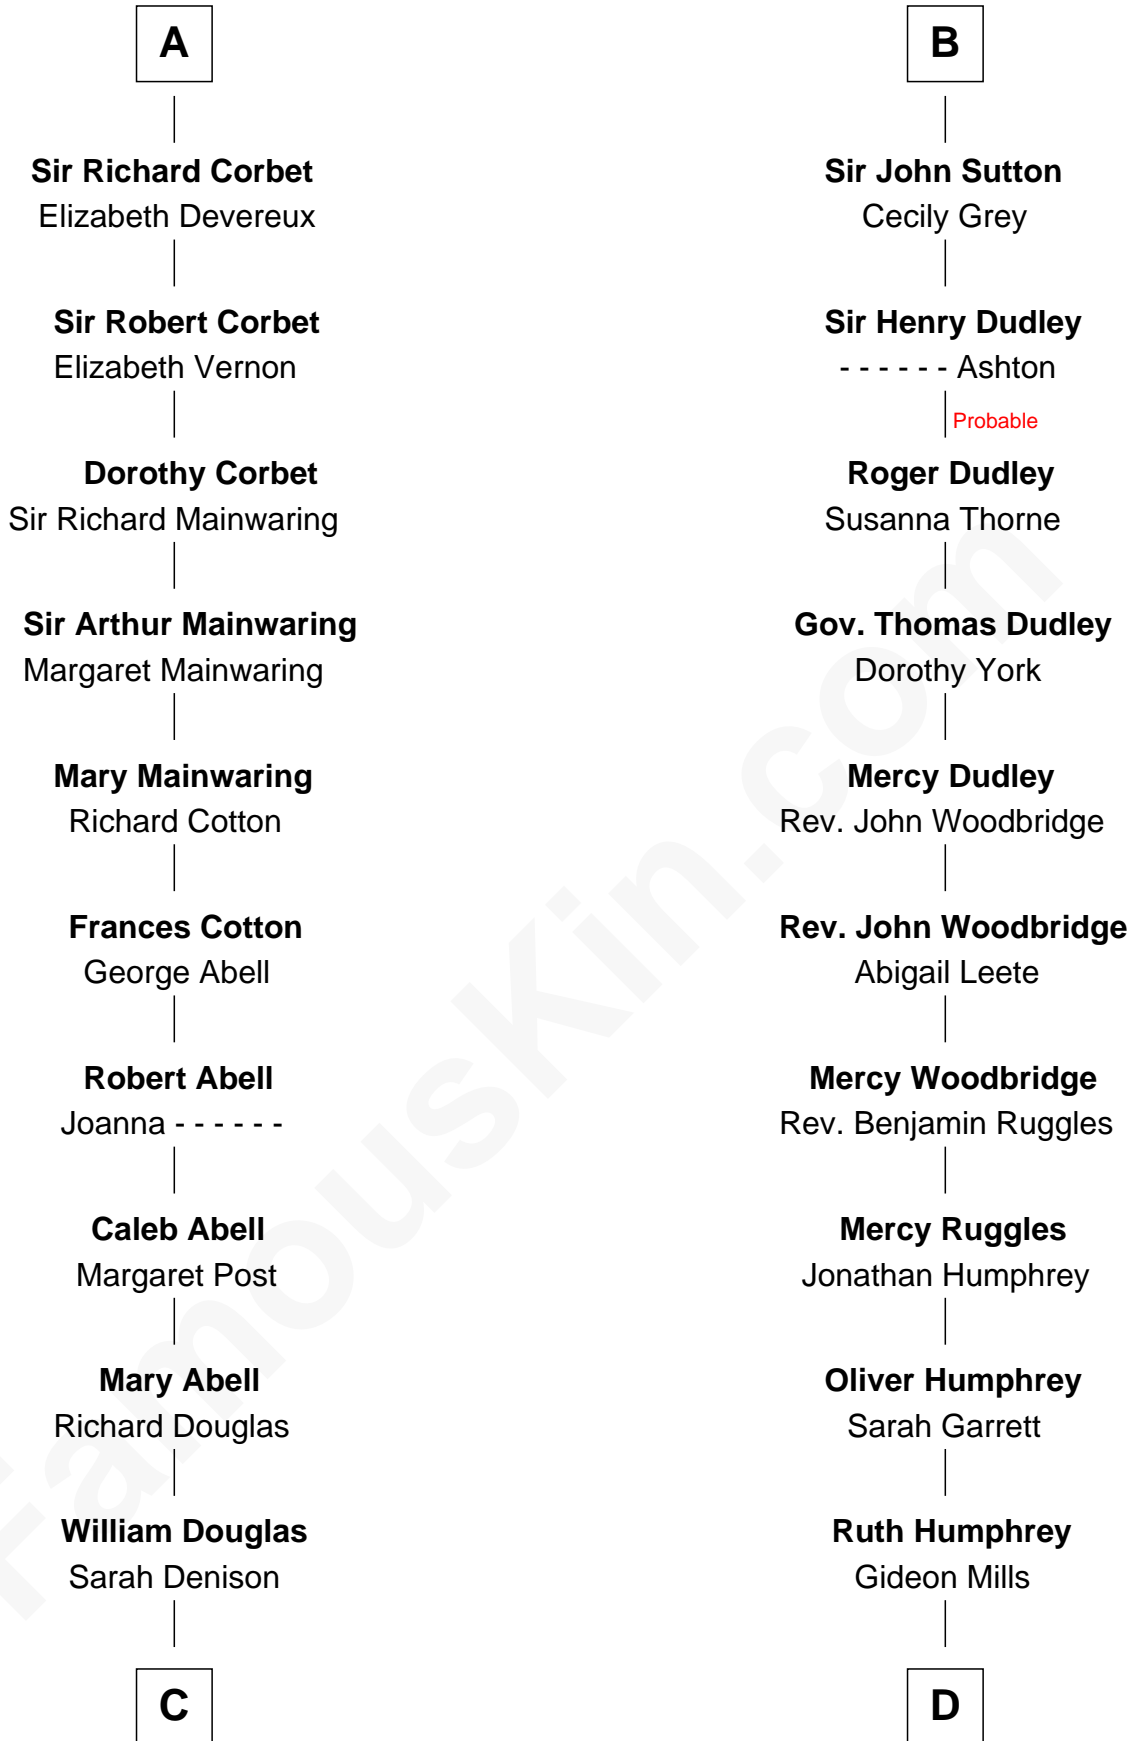 A
Sir Richard Corbet
Elizabeth Devereux
Sir Robert Corbet
Elizabeth Vernon
Dorothy Corbet
Sir Richard Mainwaring
Sir Arthur Mainwaring
Margaret Mainwaring
Mary Mainwaring
Richard Cotton
Frances Cotton
George Abell
Robert Abell
Joanna - - - - - -
Caleb Abell
Margaret Post
Mary Abell
Richard Douglas
William Douglas
Sarah Denison
C
B
Sir John Sutton
Cecily Grey
Sir Henry Dudley
- - - - - - Ashton
Probable
Roger Dudley
Susanna Thorne
Gov. Thomas Dudley
Dorothy York
Mercy Dudley
Rev. John Woodbridge
Rev. John Woodbridge
Abigail Leete
Mercy Woodbridge
Rev. Benjamin Ruggles
Mercy Ruggles
Jonathan Humphrey
Oliver Humphrey
Sarah Garrett
Ruth Humphrey
Gideon Mills
D
FamousKin.com